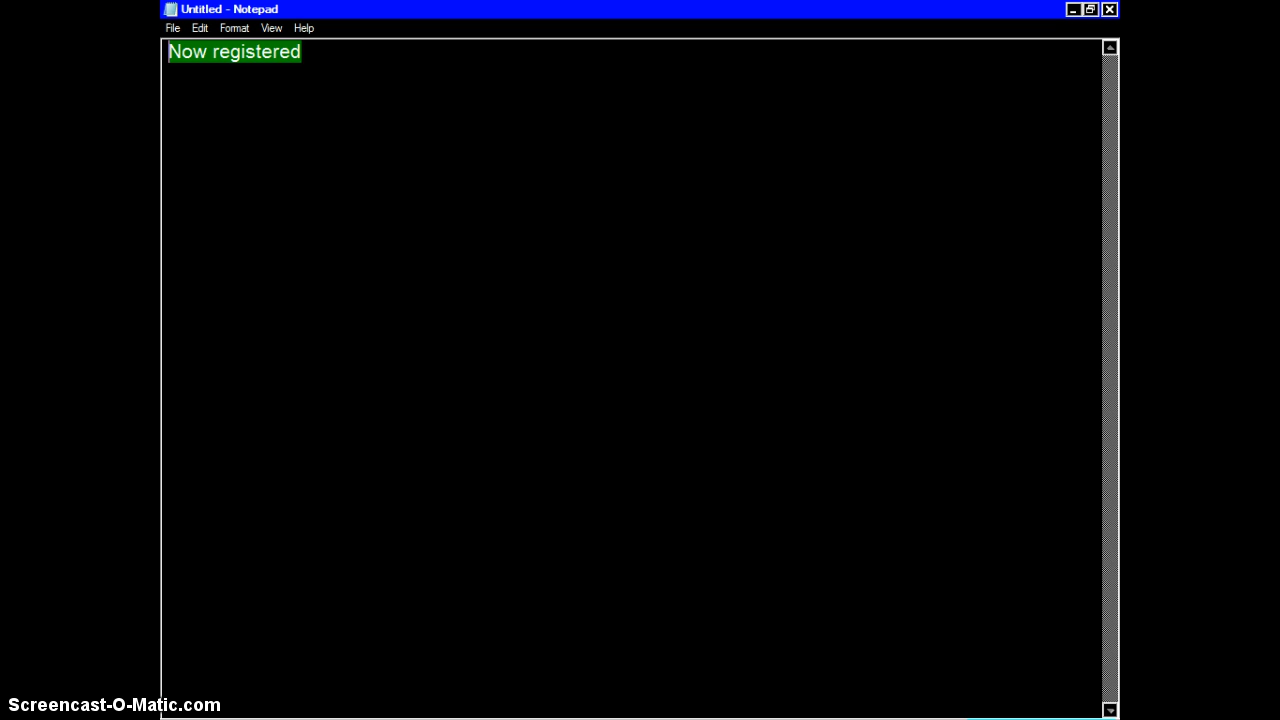 Untitled - Notepad
File Edit Format View Help
Now registered
Screencast-O-Matic.com